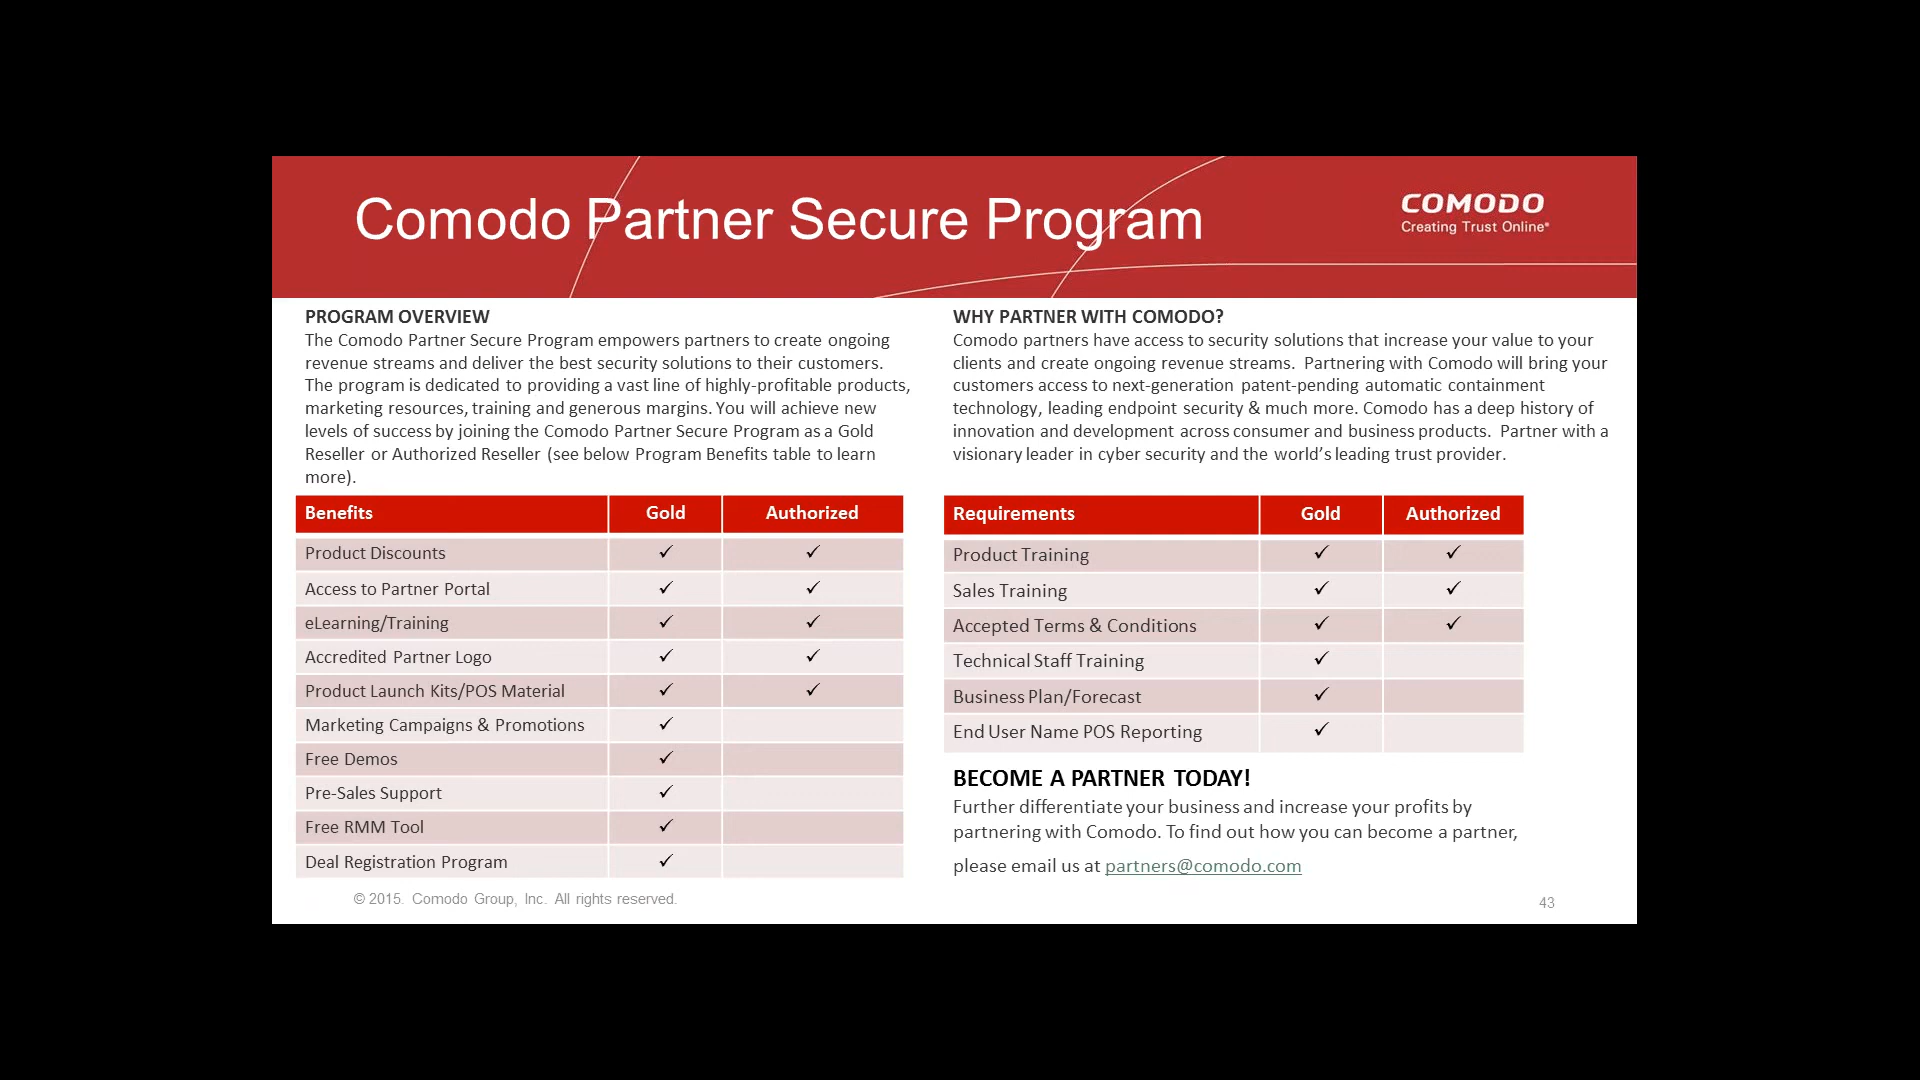 Comodo Partner Secure Program
COMODO
Creating Trust Online®
PROGRAM OVERVIEW
The Comodo Partner Secure Program empowers partners to create ongoing
revenue streams and deliver the best security solutions to their customers.
The program is dedicated to providing a vast line of highly-profitable products,
marketing resources, training and generous margins. You will achieve new
levels of success by joining the Comodo Partner Secure Program as a Gold
Reseller or Authorized Reseller (see below Program Benefits table to learn
more).
Benefits Gold Authorized
Product Discounts ✓ ✓
Access to Partner Portal ✓ ✓
eLearning/Training ✓ ✓
Accredited Partner Logo ✓ ✓
Product Launch Kits/POS Material ✓ ✓
Marketing Campaigns & Promotions ✓
Free Demos ✓
Pre-Sales Support ✓
Free RMM Tool ✓
Deal Registration Program ✓
WHY PARTNER WITH COMODO?
Comodo partners have access to security solutions that increase your value to your
clients and create ongoing revenue streams. Partnering with Comodo will bring your
customers access to next-generation patent-pending automatic containment
technology, leading endpoint security & much more. Comodo has a deep history of
innovation and development across consumer and business products. Partner with a
visionary leader in cyber security and the world's leading trust provider.
Requirements Gold Authorized
Product Training ✓ ✓
Sales Training ✓ ✓
Accepted Terms & Conditions ✓ ✓
Technical Staff Training ✓
Business Plan/Forecast ✓
End User Name POS Reporting ✓
BECOME A PARTNER TODAY!
Further differentiate your business and increase your profits by
partnering with Comodo. To find out how you can become a partner,
please email us at partners@comodo.com
© 2015. Comodo Group, Inc. All rights reserved.
43